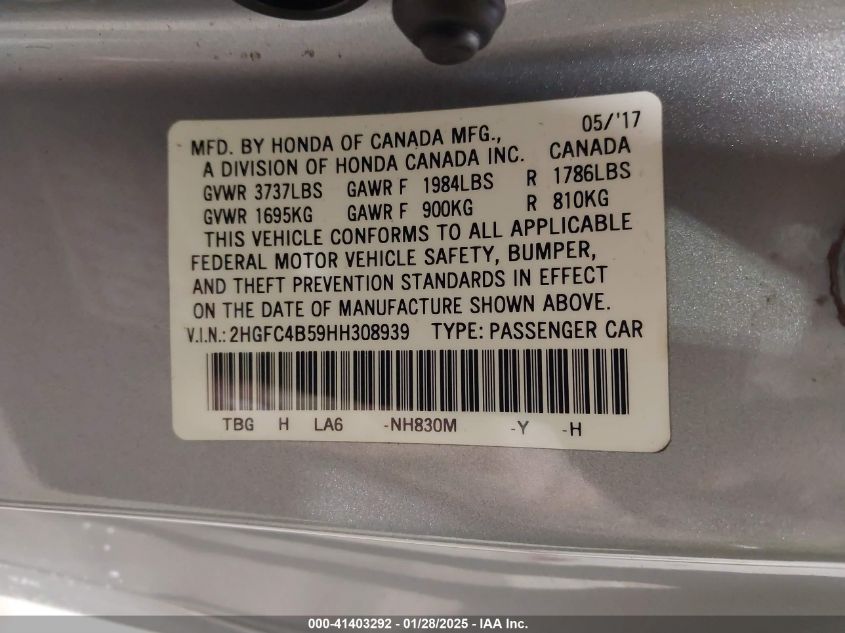 05/'17
MFD. BY HONDA OF CANADA MFG.,
A DIVISION OF HONDA CANADA INC. CANADA
GVWR 3737LBS GAWR F 1984LBS R 1786LBS
GVWR 1695KG GAWR F 900KG R 810KG
THIS VEHICLE CONFORMS TO ALL APPLICABLE
FEDERAL MOTOR VEHICLE SAFETY, BUMPER,
AND THEFT PREVENTION STANDARDS IN EFFECT
ON THE DATE OF MANUFACTURE SHOWN ABOVE.
V.I.N.: 2HGFC4B59HH308939 TYPE: PASSENGER CAR
TBG H LA6 -NH830M -Y -H
000-41403292 - 01/28/2025 - IAA Inc.